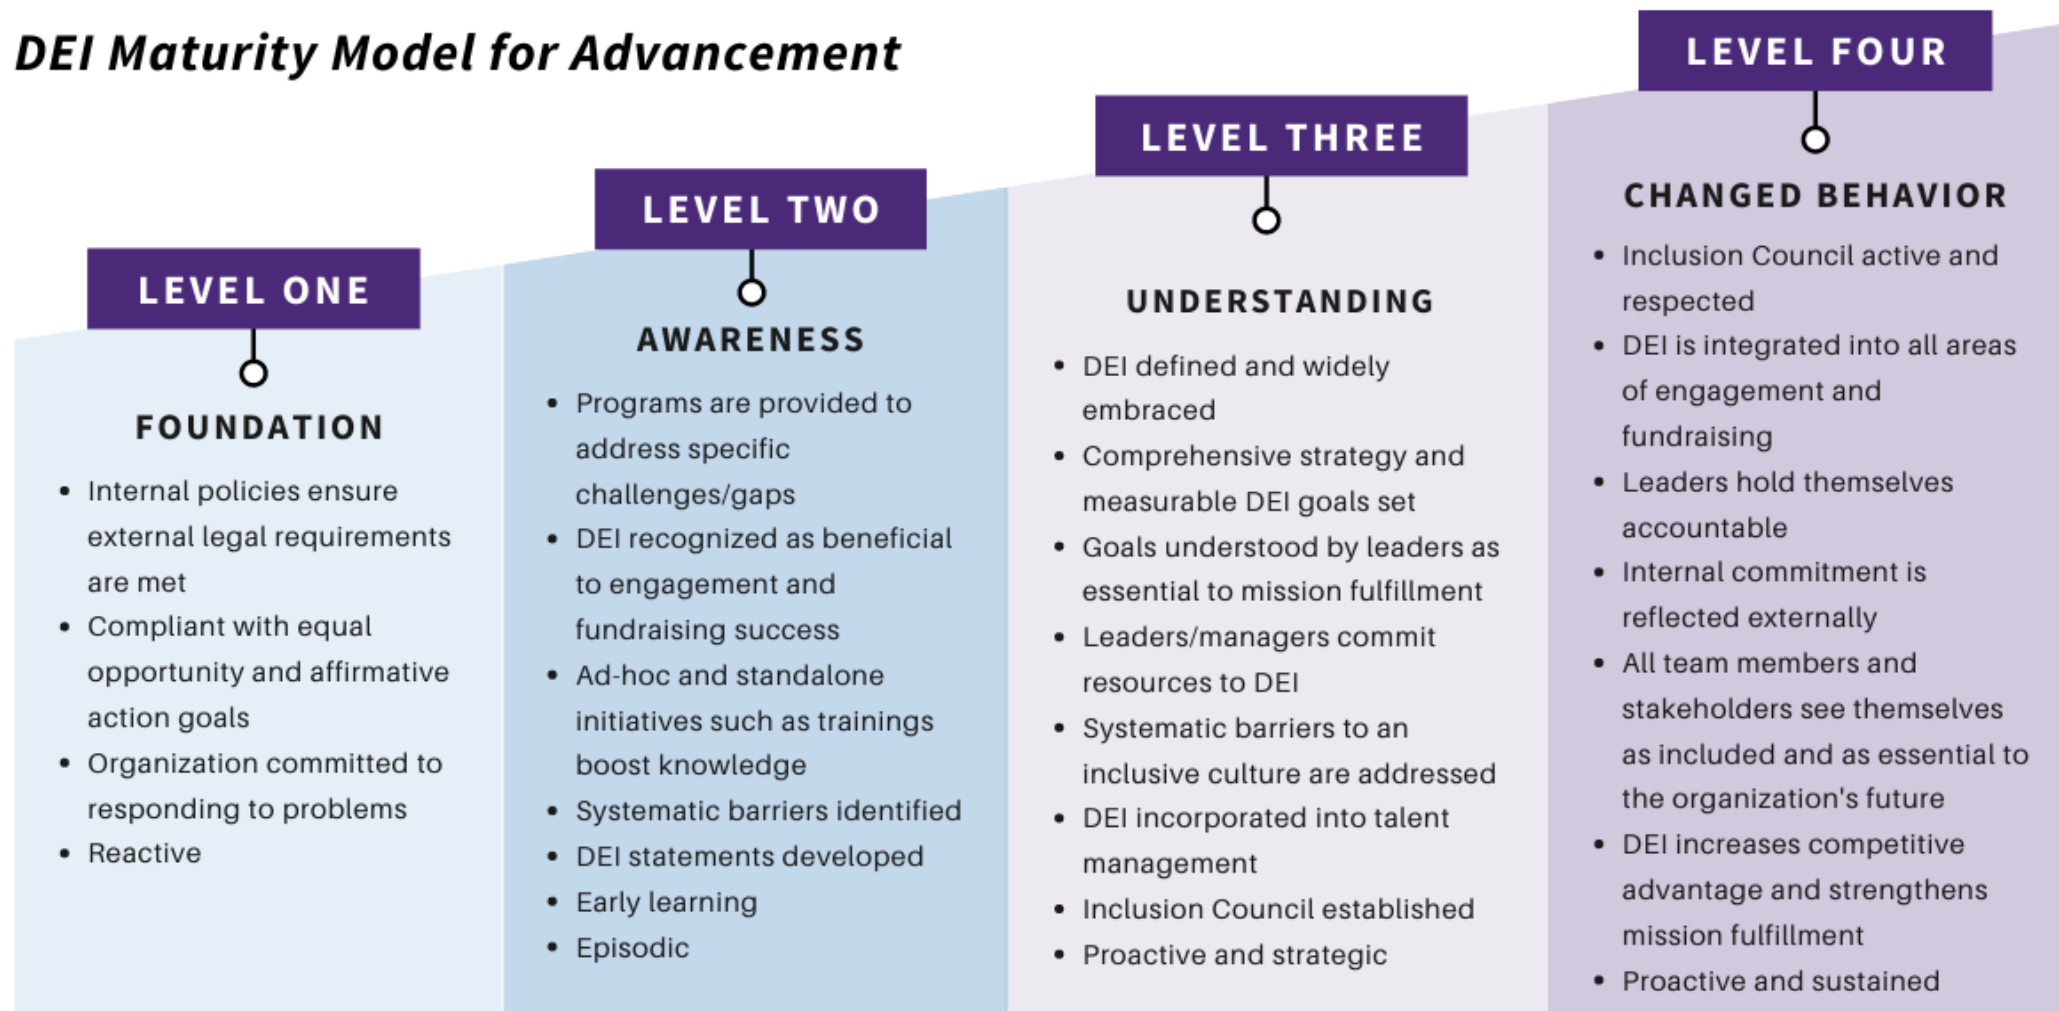 DEI Maturity Model for Advancement
LEVEL ONE
FOUNDATION
• Internal policies ensure
external legal requirements
are met
• Compliant with equal
opportunity and affirmative
action goals
• Organization committed to
responding to problems
• Reactive
LEVEL TWO
AWARENESS
• Programs are provided to
address specific
challenges/gaps
• DEI recognized as beneficial
to engagement and
fundraising success
• Ad-hoc and standalone
initiatives such as trainings
boost knowledge
• Systematic barriers identified
• DEI statements developed
• Early learning
• Episodic
LEVEL THREE
UNDERSTANDING
• DEI defined and widely
embraced
• Comprehensive strategy and
measurable DEI goals set
• Goals understood by leaders as
essential to mission fulfillment
• Leaders/managers commit
resources to DEI
• Systematic barriers to an
inclusive culture are addressed
• DEI incorporated into talent
management
• Inclusion Council established
• Proactive and strategic
LEVEL FOUR
CHANGED BEHAVIOR
• Inclusion Council active and
respected
• DEI is integrated into all areas
of engagement and
fundraising
• Leaders hold themselves
accountable
• Internal commitment is
reflected externally
• All team members and
stakeholders see themselves
as included and as essential to
the organization's future
• DEI increases competitive
advantage and strengthens
mission fulfillment
• Proactive and sustained